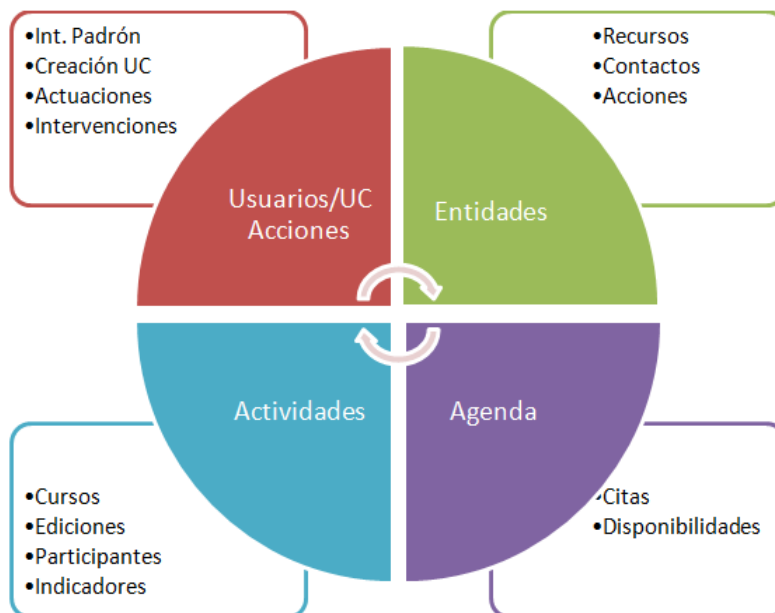 •Int. Padrón
•Creación UC
•Actuaciones
•Intervenciones
•Recursos
•Contactos
•Acciones
Usuarios/UC
Acciones
Entidades
Actividades
Agenda
•Cursos
•Ediciones
•Participantes
•Indicadores
•Citas
•Disponibilidades